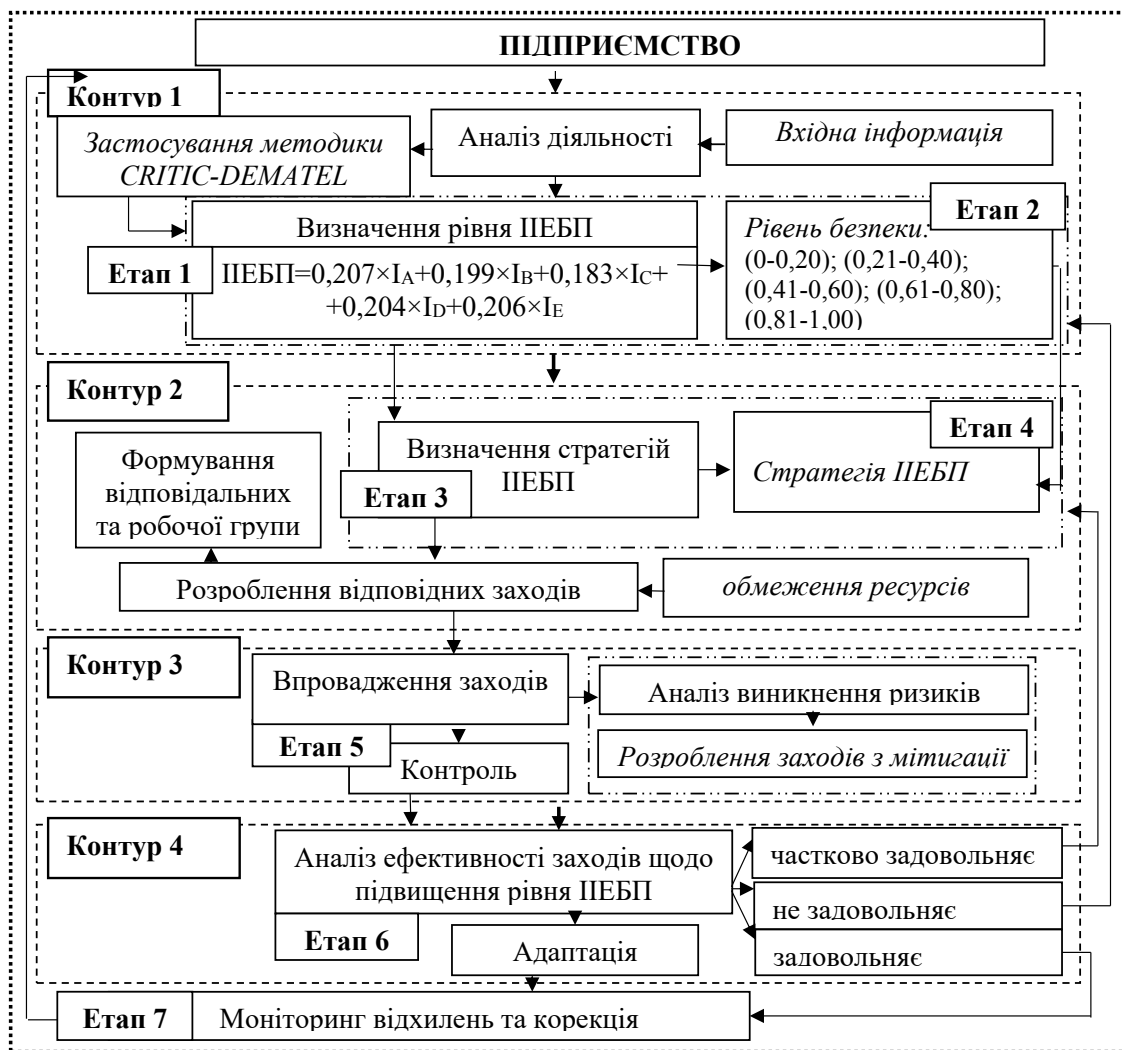 ПІДПРИЄМСТВО
Контур 1
Застосування методики
CRITIC-DEMATEL
Аналіз діяльності
Вхідна інформація
Визначення рівня ІІЕБП
Етап 1
ІІЕБП=0,207×IA+0,199×IB+0,183×IC+
+0,204×ID+0,206×IE
Етап 2
Рівень безпеки:
(0-0,20); (0,21-0,40);
(0,41-0,60); (0,61-0,80);
(0,81-1,00)
Контур 2
Формування
відповідальних
та робочої групи
Визначення стратегій
ІІЕБП
Етап 3
Етап 4
Стратегія ІІЕБП
Розроблення відповідних заходів
обмеження ресурсів
Контур 3
Впровадження заходів
Етап 5
Контроль
Аналіз виникнення ризиків
Розроблення заходів з мітигації
Контур 4
Аналіз ефективності заходів щодо
підвищення рівня ІІЕБП
Етап 6
Адаптація
частково задовольняє
не задовольняє
задовольняє
Етап 7
Моніторинг відхилень та корекція